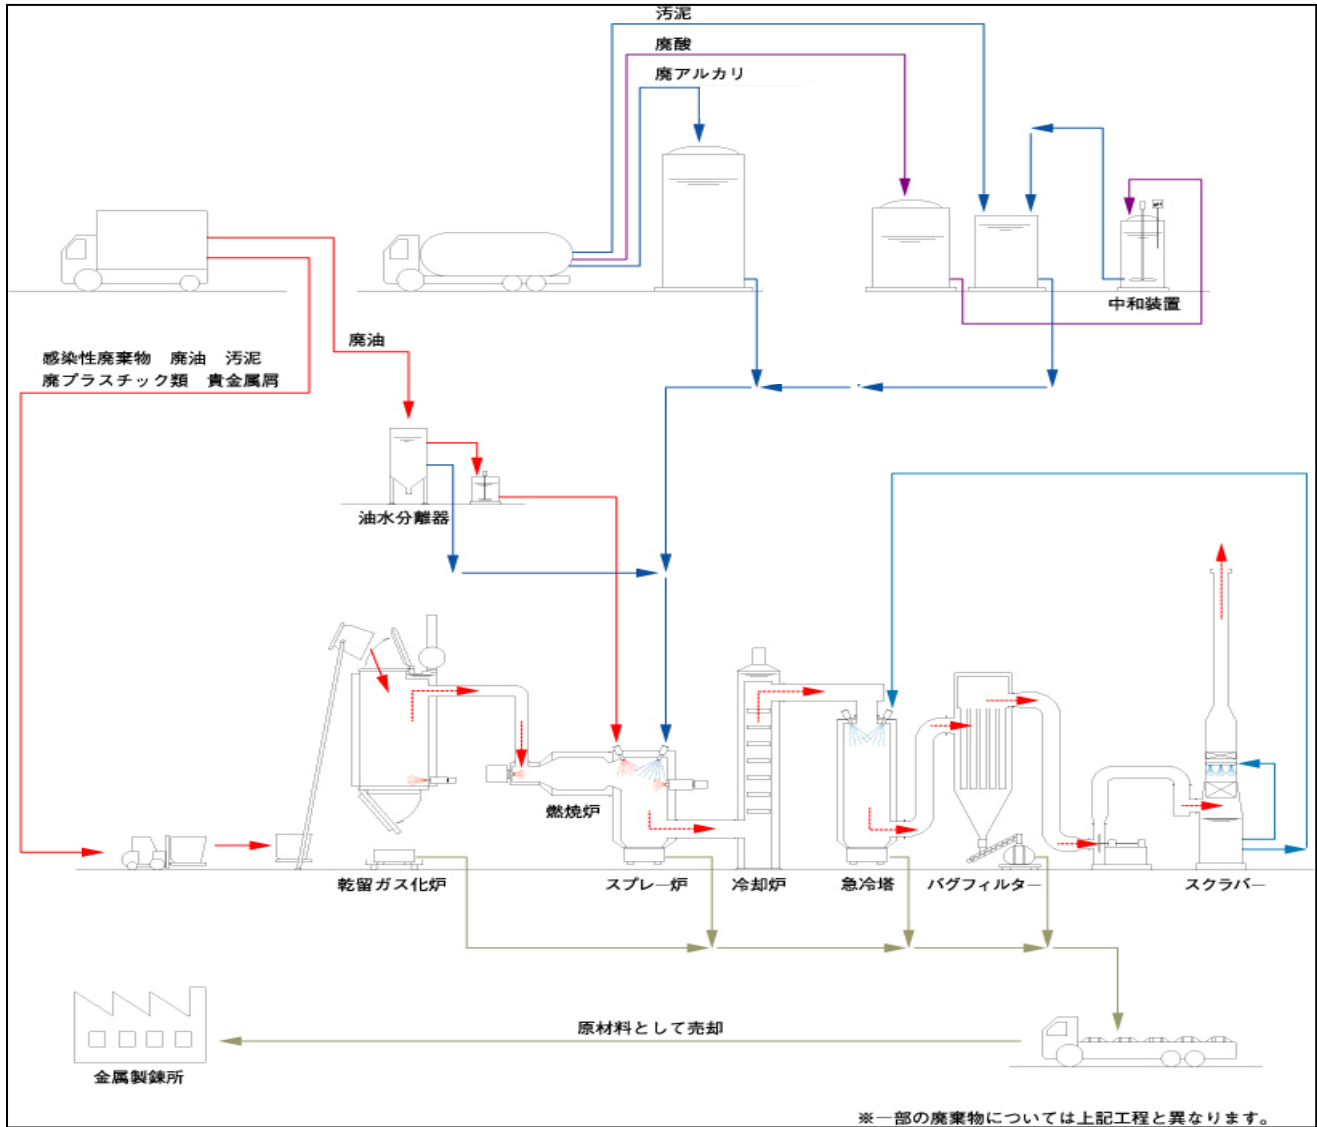 汚泥
廃酸
廃アルカリ
中和装置
廃油
感染性廃棄物 廃油 汚泥
廃プラスチック類 貴金属屑
油水分離器
燃焼炉
乾留ガス化炉
スプレー炉
冷却炉
急冷塔
バグフィルター
スクラバー
原材料として売却
金属製錬所
※一部の廃棄物については上記工程と異なります。